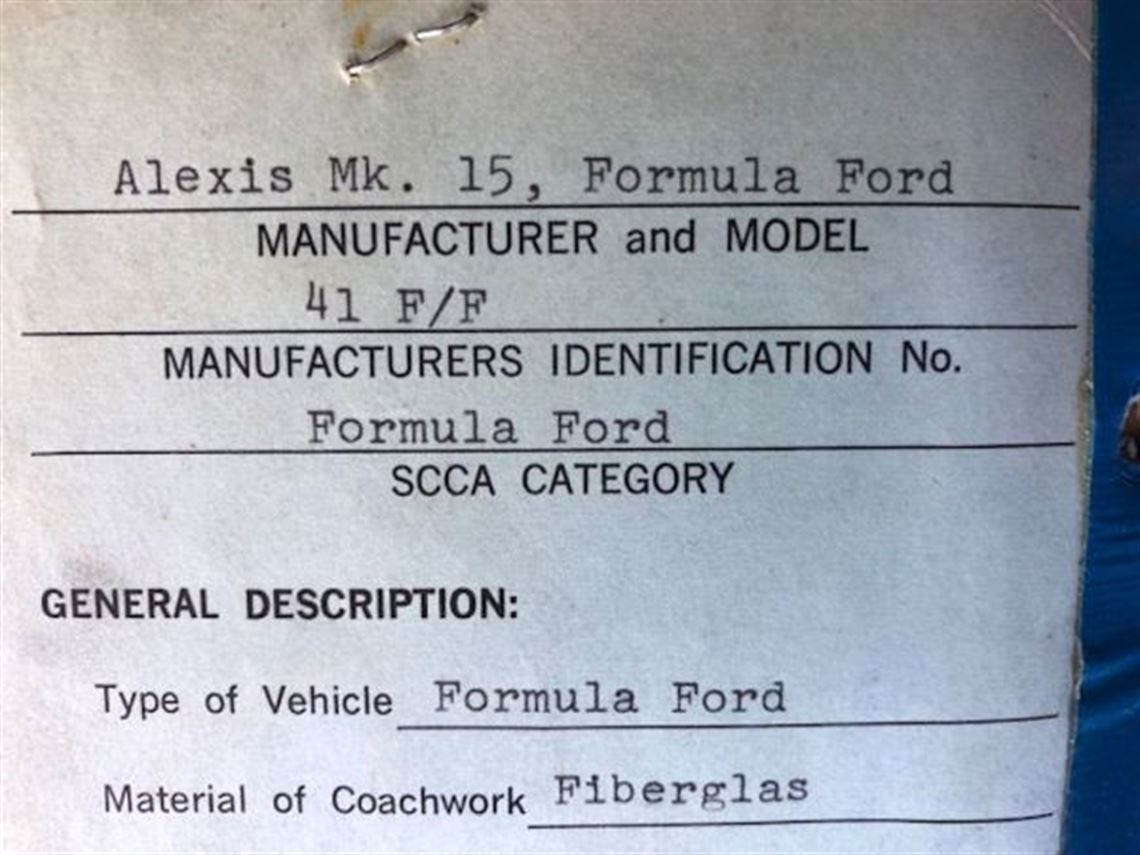 Alexis Mk. 15, Formula Ford
MANUFACTURER and MODEL
41 F/F
MANUFACTURERS IDENTIFICATION No.
Formula Ford
SCCA CATEGORY
GENERAL DESCRIPTION:
Type of Vehicle Formula Ford
Material of Coachwork Fiberglas